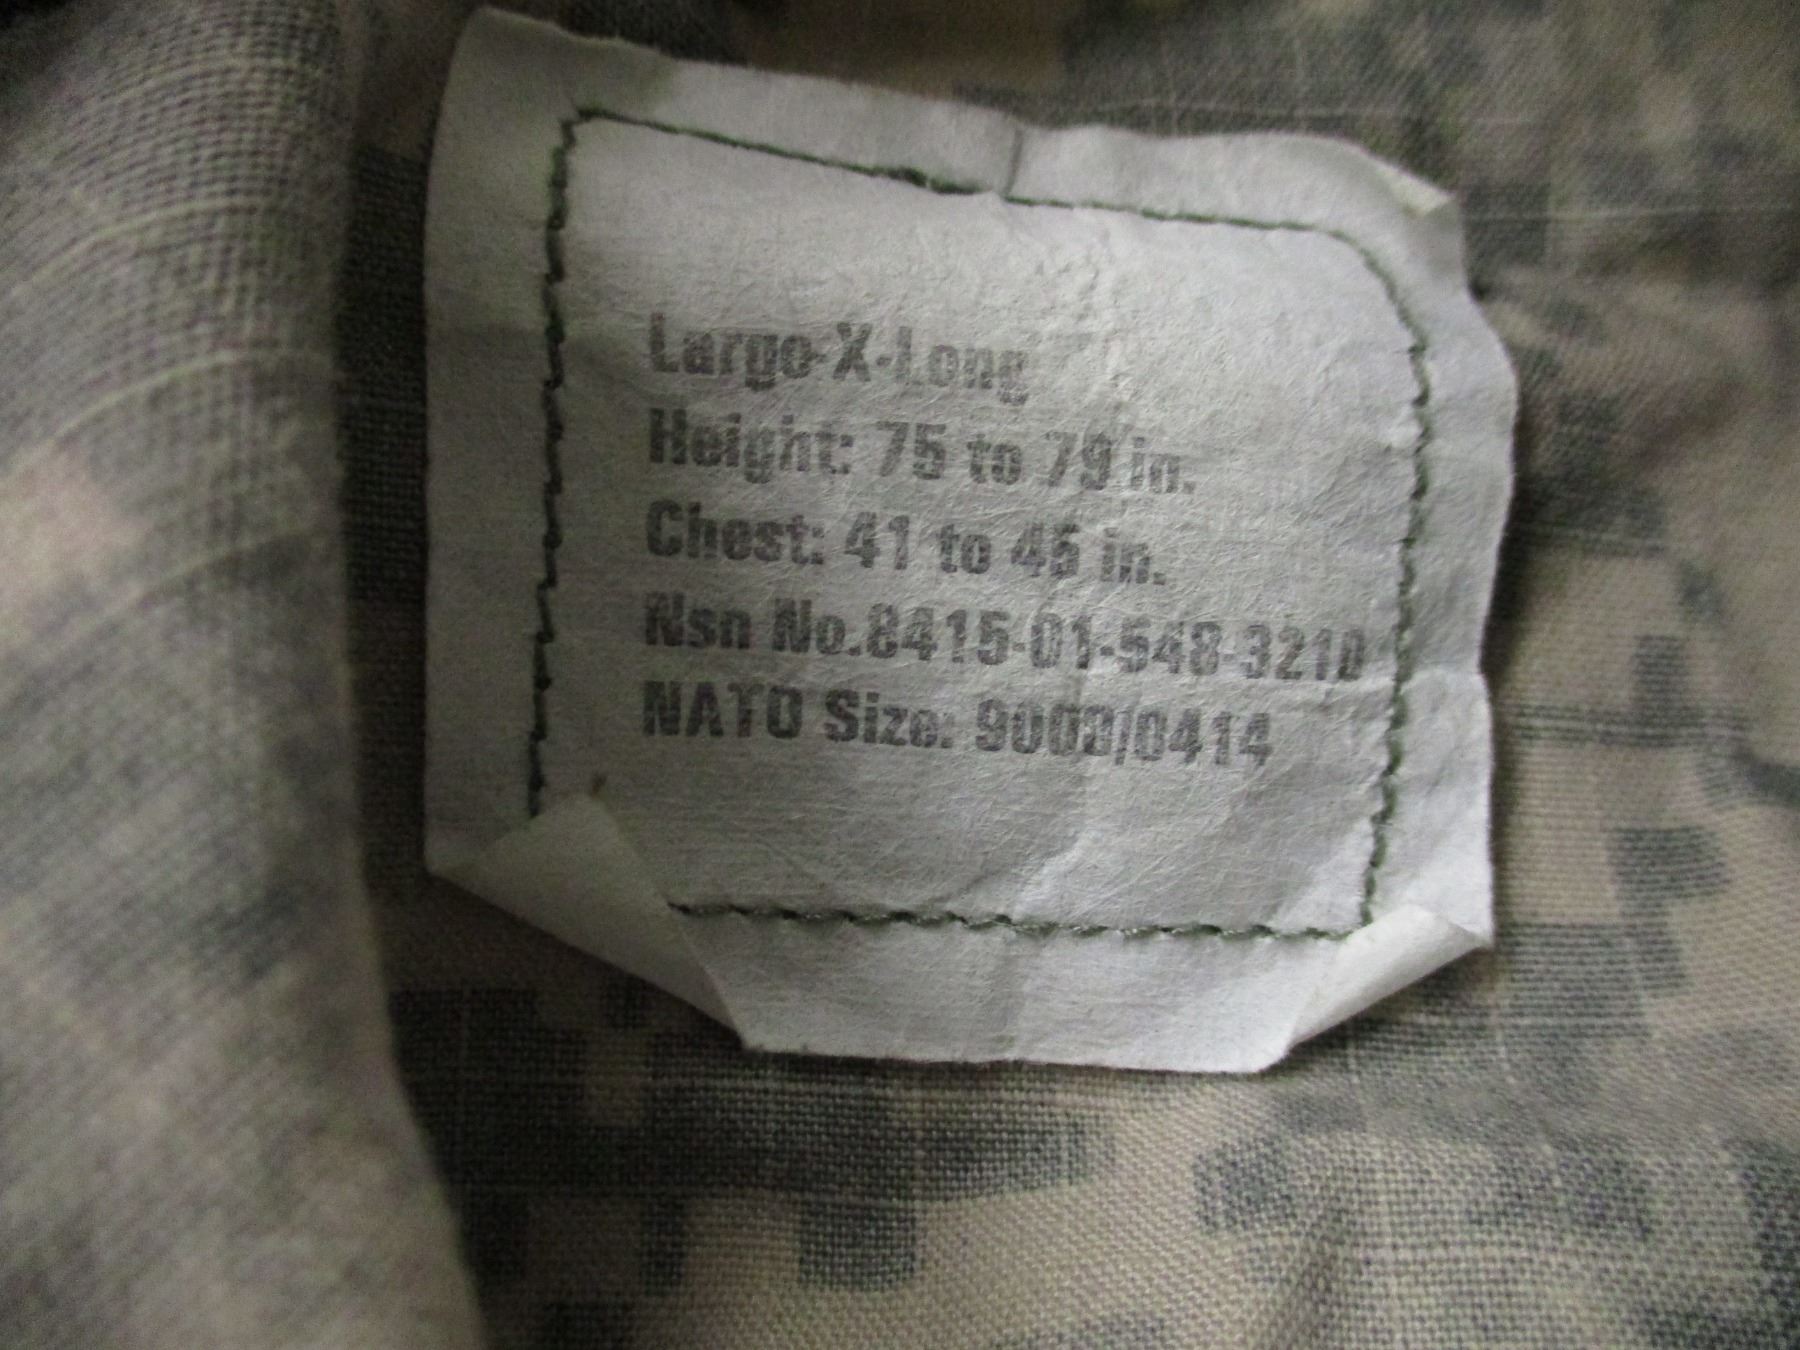 Large-X-Long
Height: 75 to 79 in.
Chest: 41 to 45 in.
Nsn No.8415-01-548-3210
NATO Size: 9000/0414